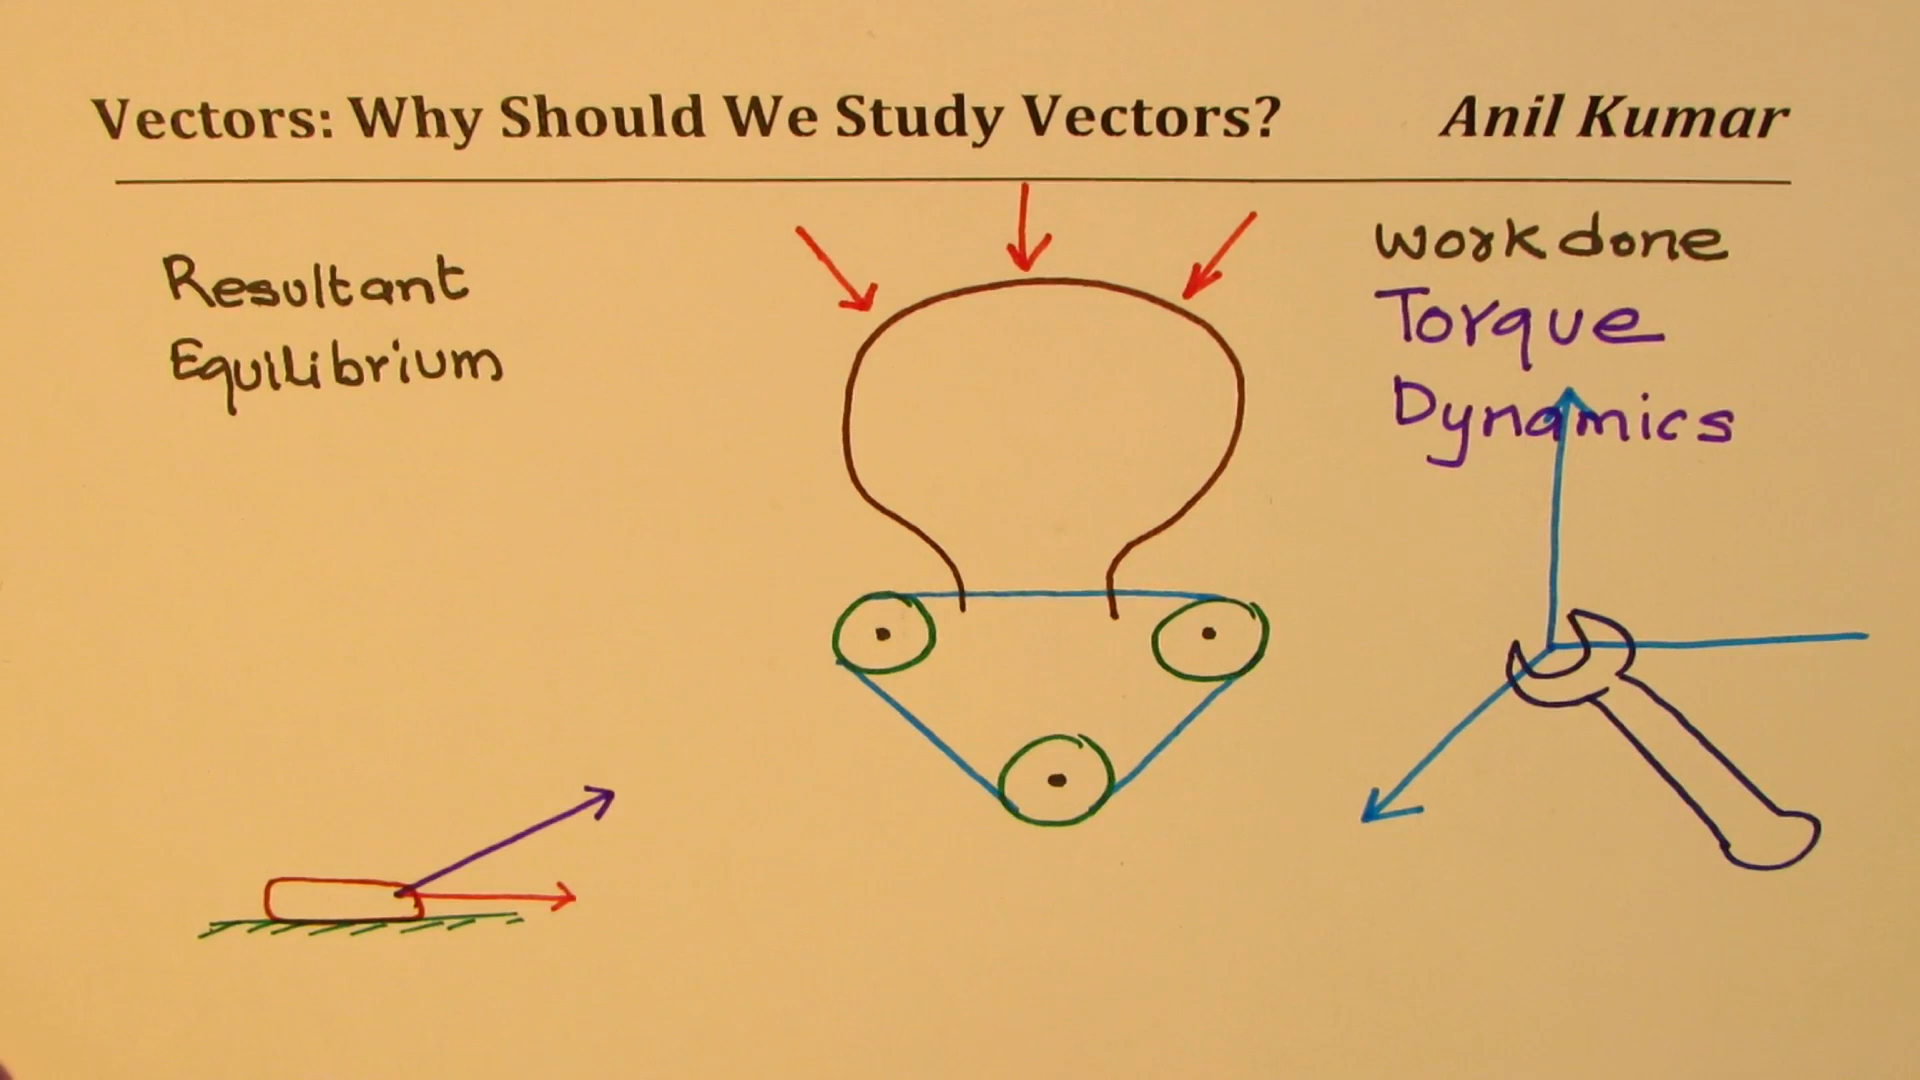 Vectors: Why Should We Study Vectors? Anil Kumar
Resultant
Equilibrium
Workdone
Torque
Dynamics